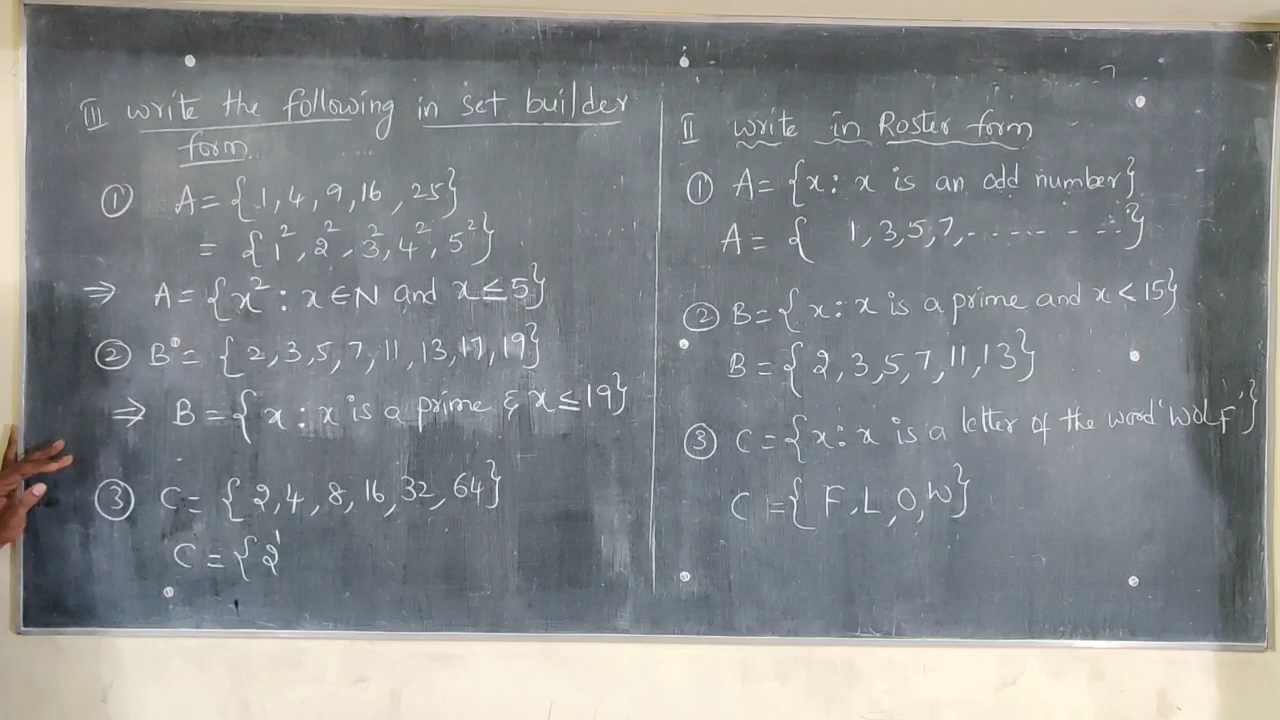 III write the following in set builder
form
① A = {1, 4, 9, 16, 25}
= {1², 2², 3², 4², 5²}
⇒ A = {x² : x ∈ N and x ≤ 5}
② B = {2, 3, 5, 7, 11, 13, 17, 19}
⇒ B = {x : x is a prime & x ≤ 19}
③ C = {2, 4, 8, 16, 32, 64}
C = {2¹
II write in Roster form
① A = {x : x is an odd number}
A = { 1, 3, 5, 7, - - - - - - - - - }
② B = {x : x is a prime and x < 15}
B = {2, 3, 5, 7, 11, 13}
③ C = {x : x is a letter of the word 'WOLF'}
C = {F, L, O, W}